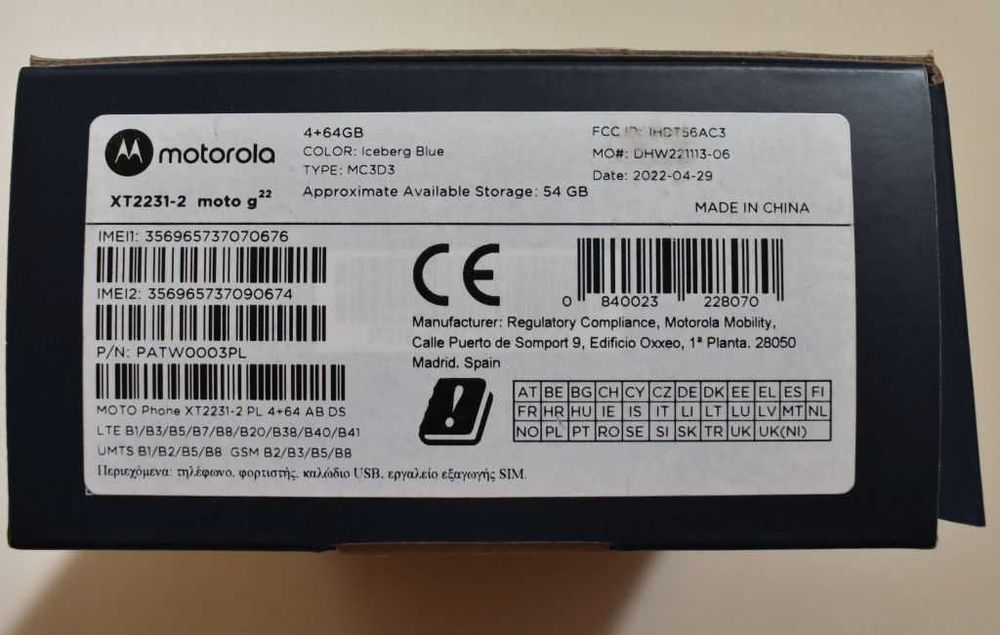 motorola
XT2231-2 moto g22
4+64GB
COLOR: Iceberg Blue
TYPE: MC3D3
Approximate Available Storage: 54 GB
FCC ID: IHDT56AC3
MO#: DHW221113-06
Date: 2022-04-29
MADE IN CHINA
IMEI1: 356965737070676
IMEI2: 356965737090674
P/N: PATW0003PL
MOTO Phone XT2231-2 PL 4+64 AB DS
LTE B1/B3/B5/B7/B8/B20/B38/B40/B41
UMTS B1/B2/B5/B8 GSM B2/B3/B5/B8
Περιεχόμενα: τηλέφωνο, φορτιστής, καλώδιο USB, εργαλείο εξαγωγής SIM.
CE
0 840023 228070
Manufacturer: Regulatory Compliance, Motorola Mobility,
Calle Puerto de Somport 9, Edificio Oxxeo, 1ª Planta. 28050
Madrid. Spain
AT BE BG CH CY CZ DE DK EE EL ES FI
FR HR HU IE IS IT LI LT LU LV MT NL
NO PL PT RO SE SI SK TR UK UK(NI)